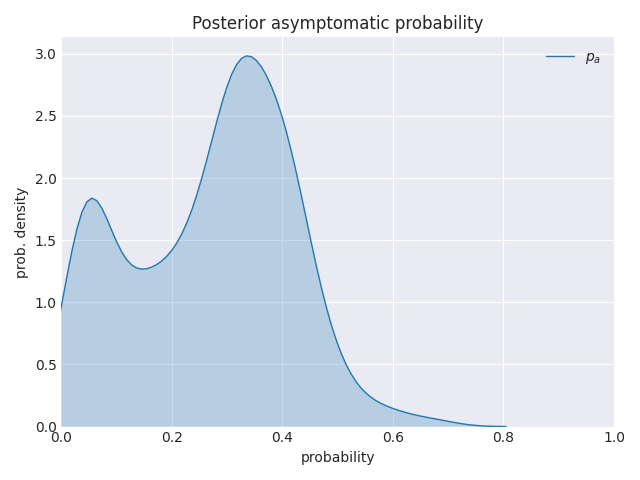 Posterior asymptomatic probability
pₐ
prob. density
3.0
2.5
2.0
1.5
1.0
0.5
0.0
0.0 0.2 0.4 0.6 0.8 1.0
probability